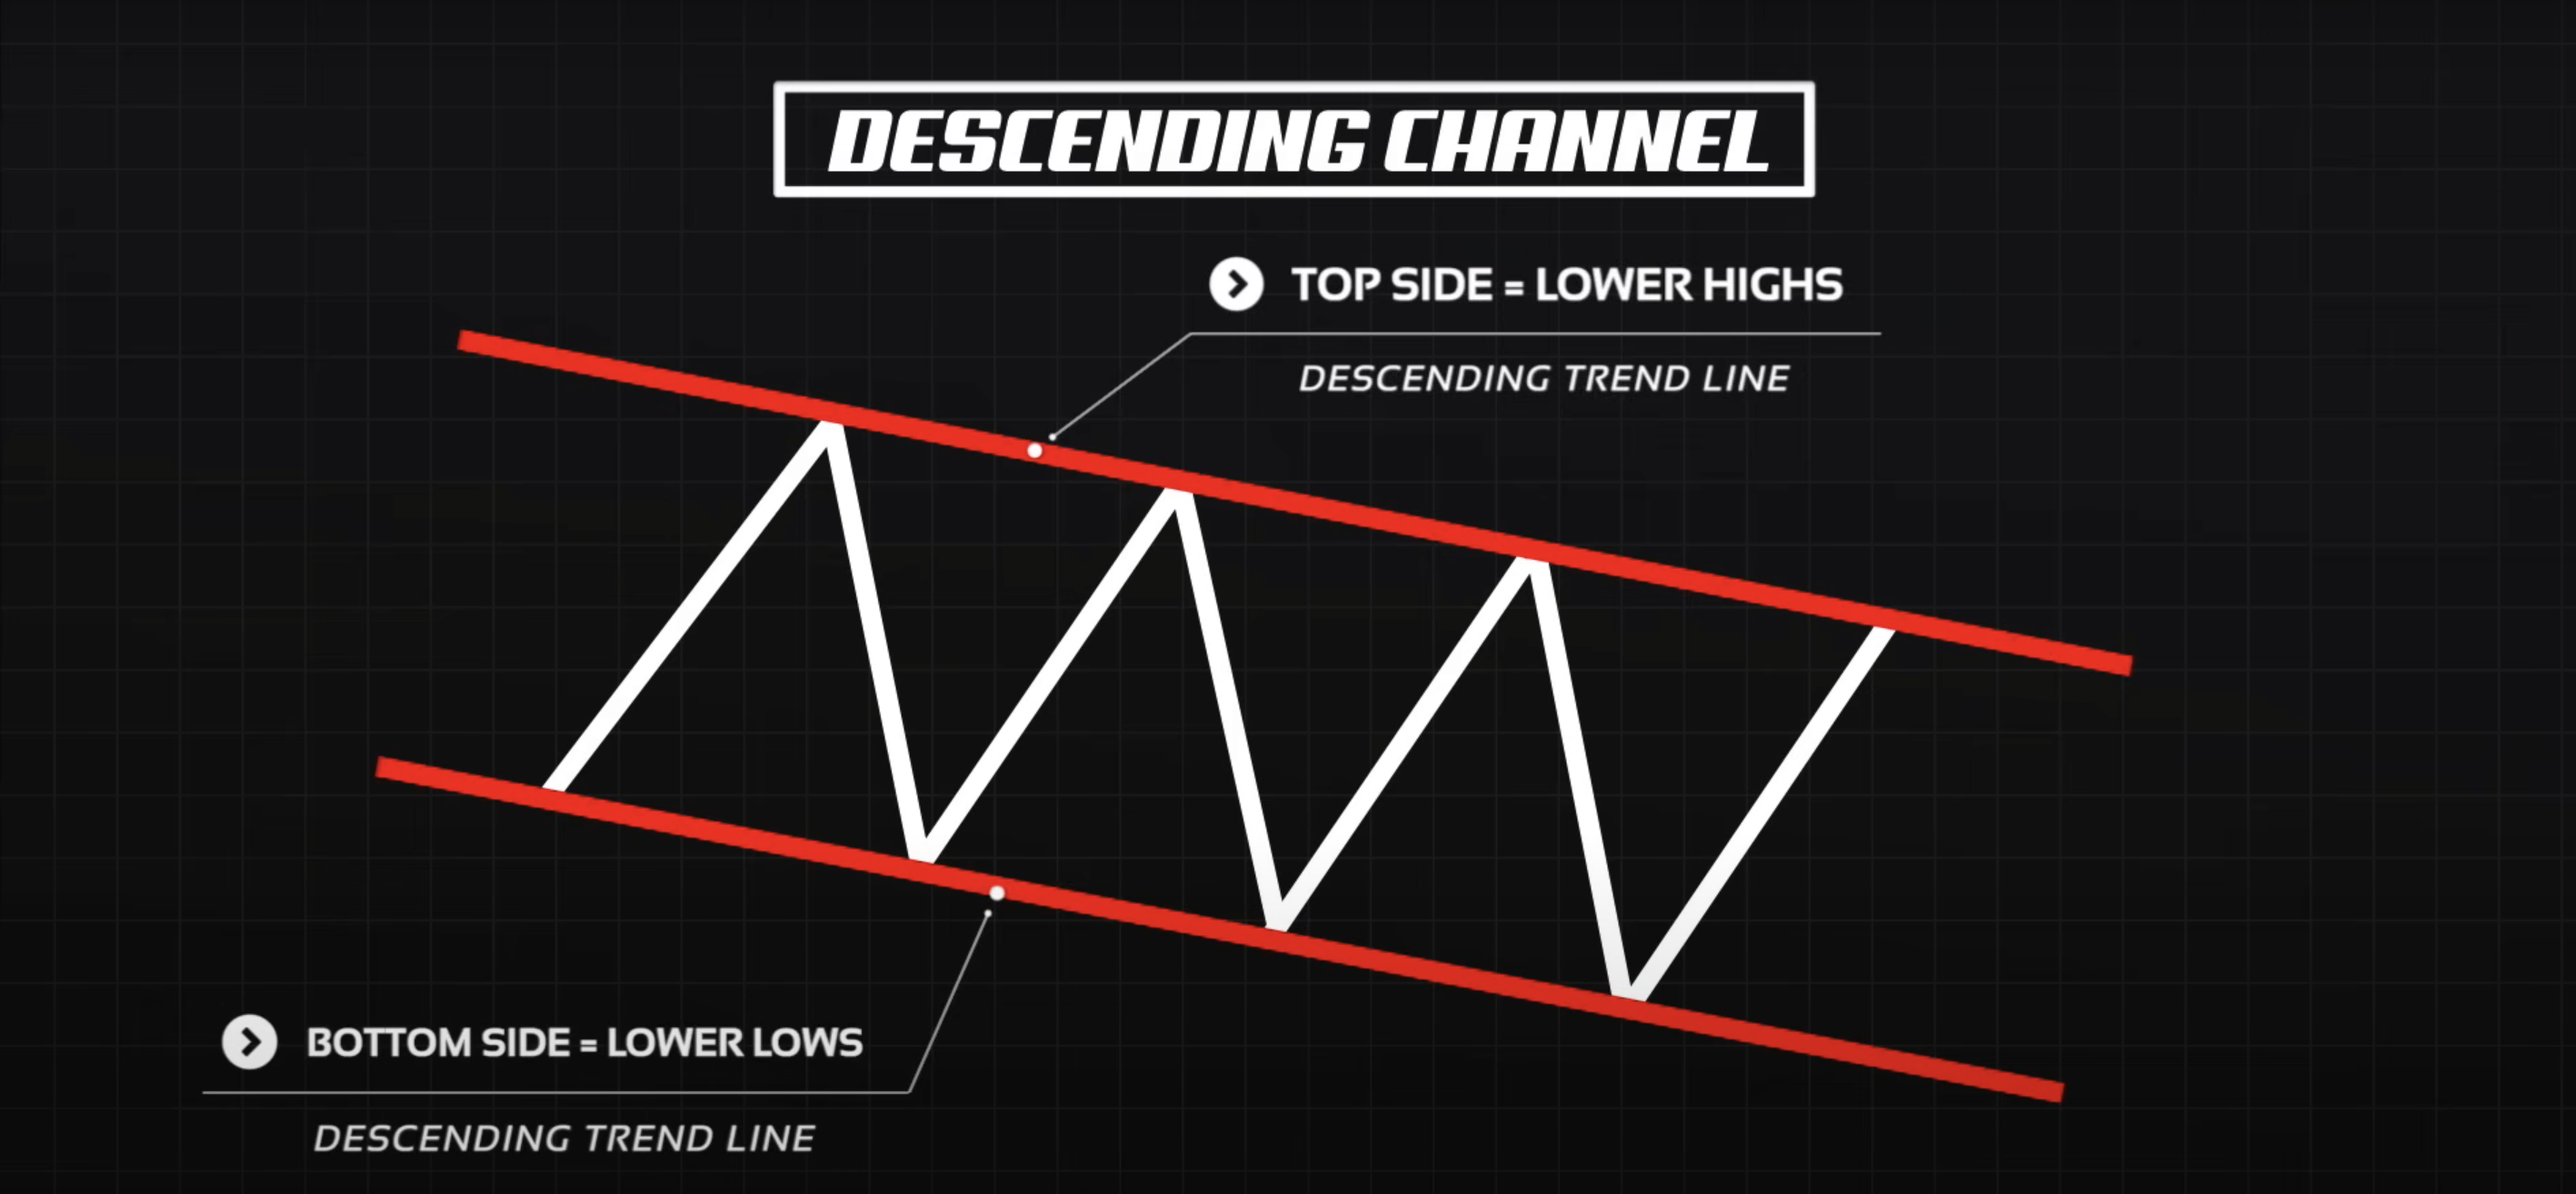 DESCENDING CHANNEL
TOP SIDE = LOWER HIGHS
DESCENDING TREND LINE
BOTTOM SIDE = LOWER LOWS
DESCENDING TREND LINE